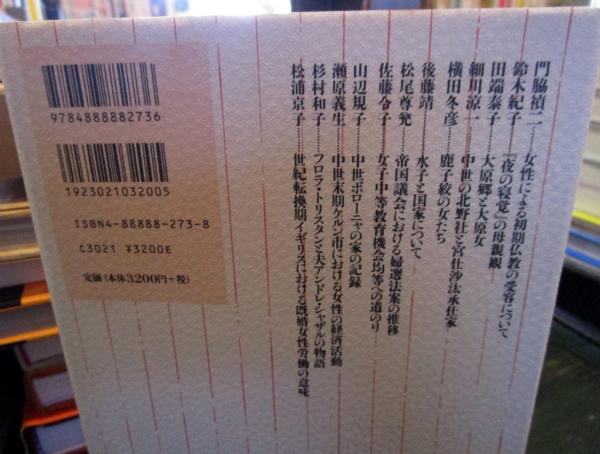 門脇禎二……女性による初期仏教の受容について
鈴木紀子……『夜の寝覚』の母親観
田端泰子……大原郷と大原女
細川涼一……中世の北野社と宮仕沙汰承仕家
横田冬彦……鹿子絞の女たち
後藤靖……水子と国家について
松尾尊兊……帝国議会における婦選法案の推移
佐藤令子……女子中等教育機会均等への道のり
山辺規子……中世ボローニャの家の記録
瀬原義生……中世末期ケルン市における女性の経済活動
杉村和子……フロラ・トリスタンと夫アンドレ・シャザルの物語
松浦京子……世紀転換期イギリスにおける既婚女性労働の意味
9784888882736
1923021032005
ISBN4-88888-273-8
C3021 ¥3200E
定価(本体3200円+税)